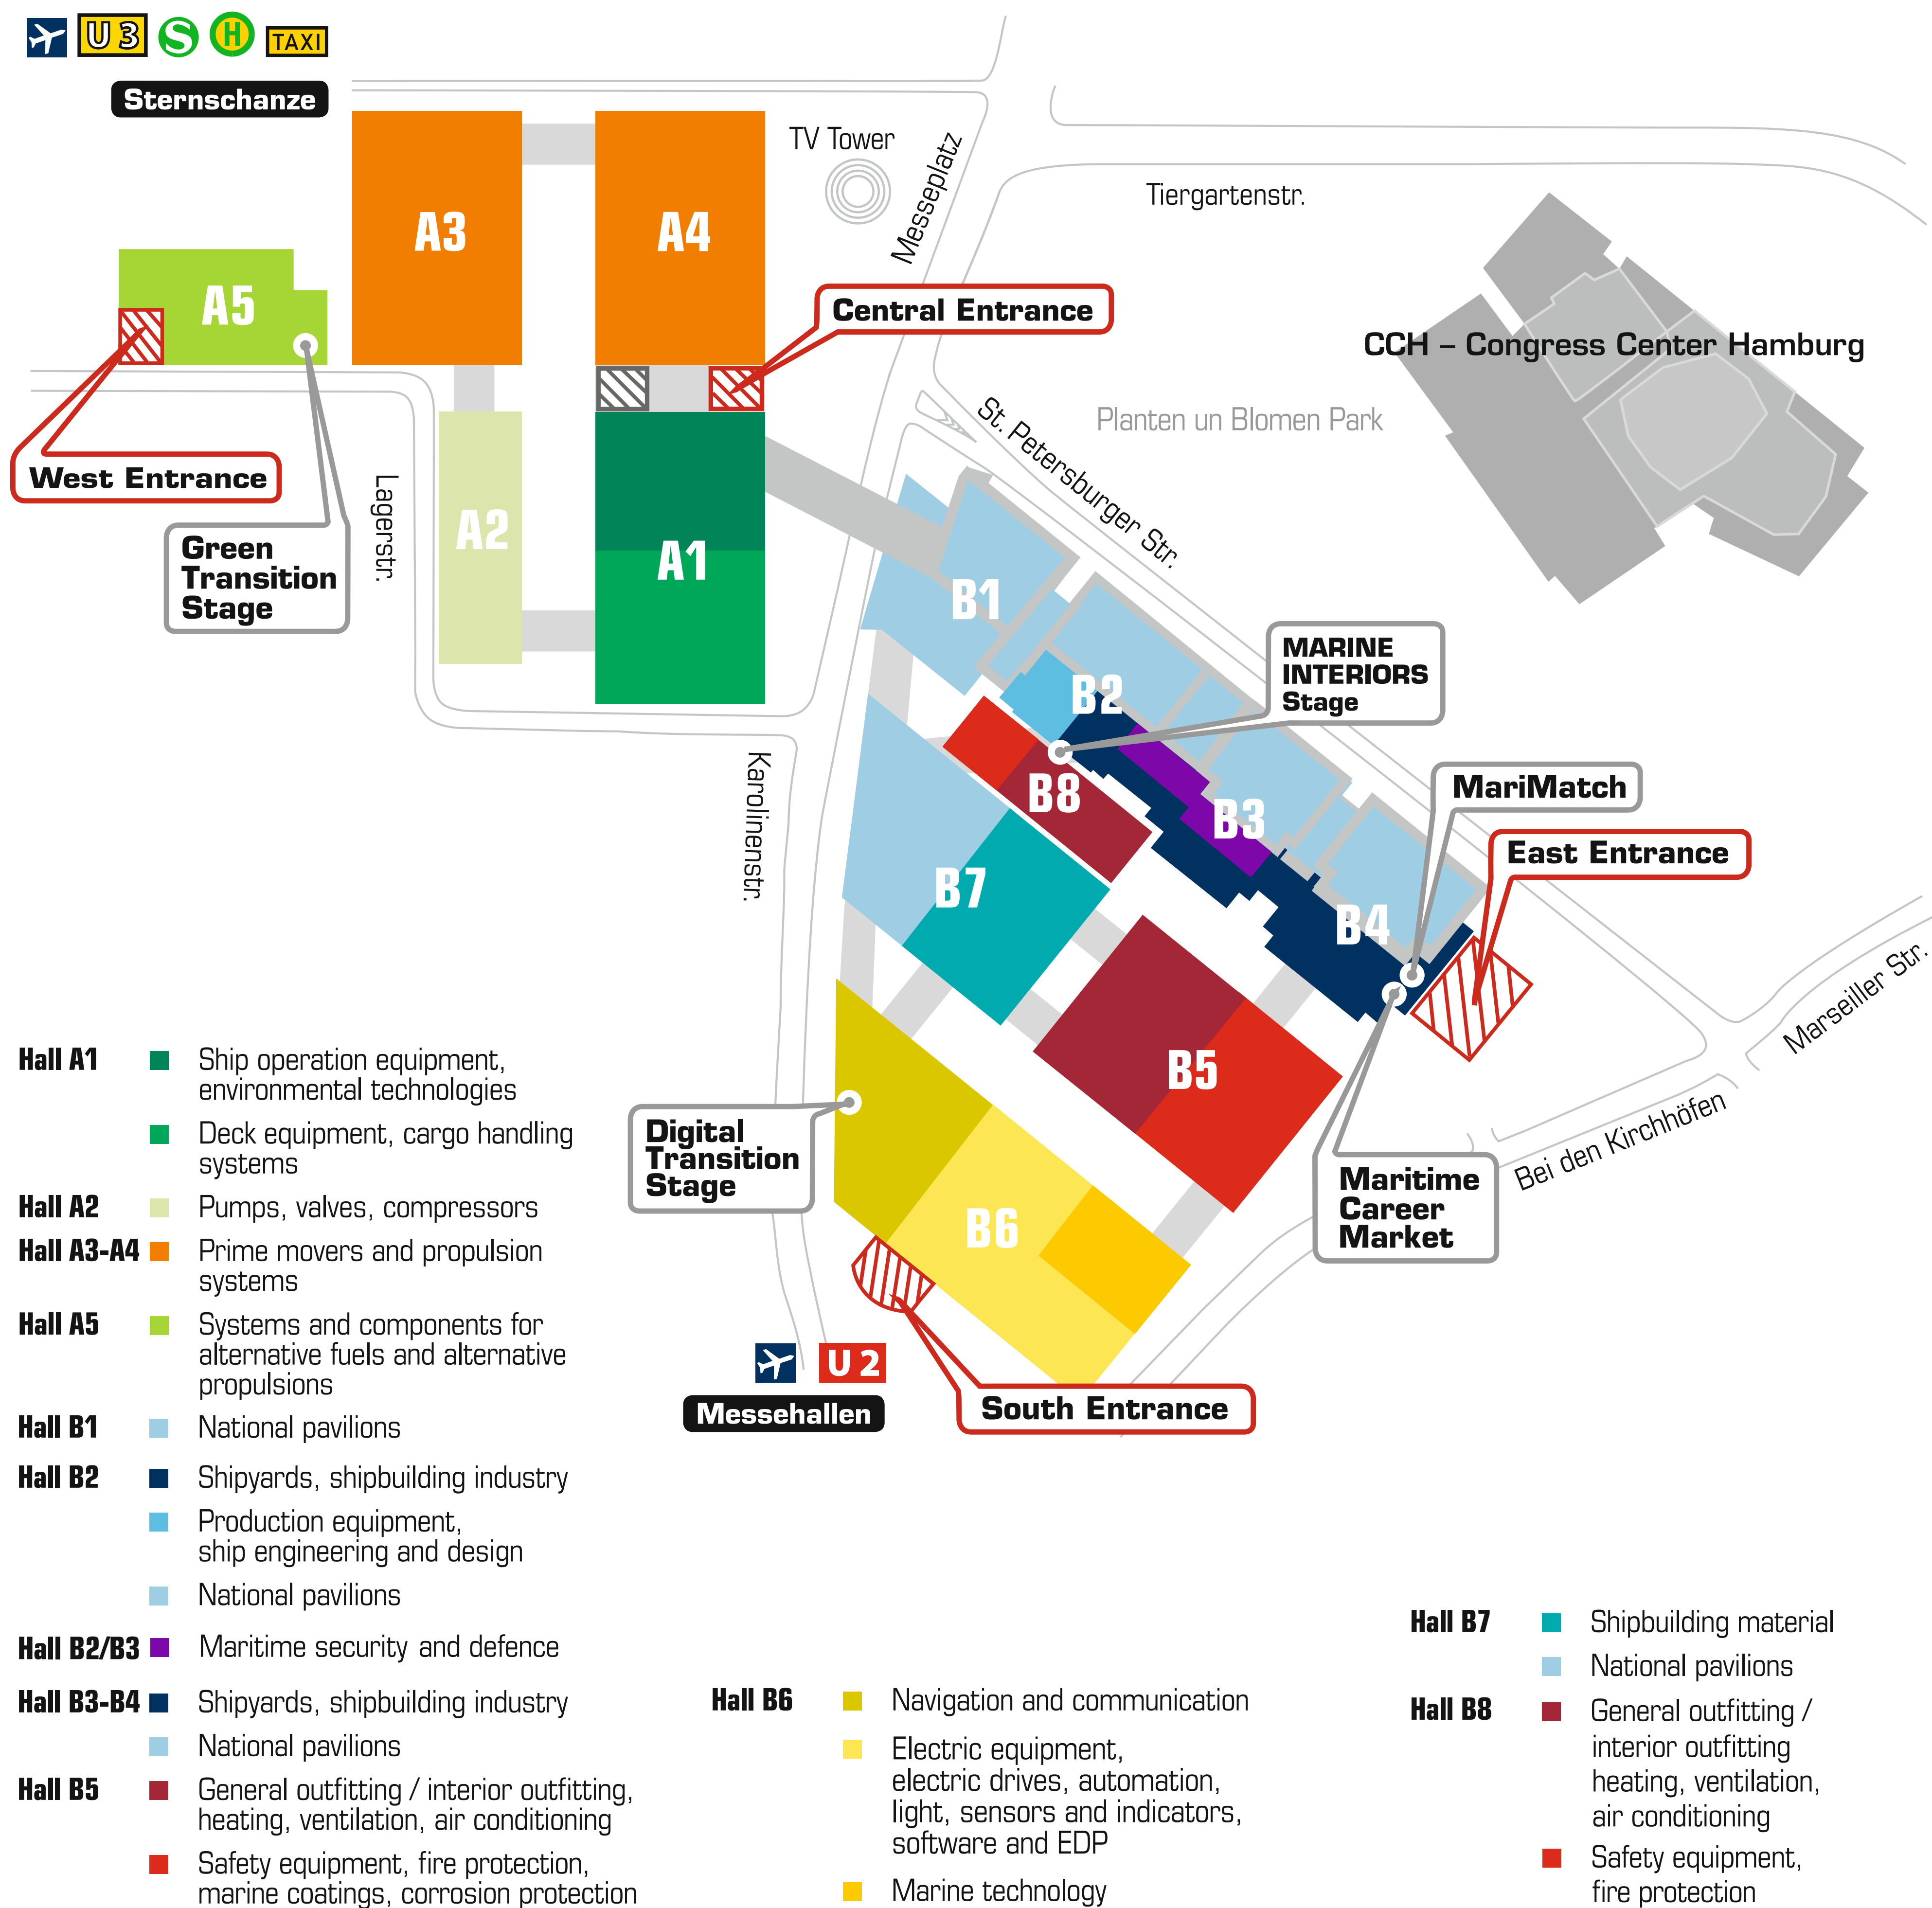 U3 S H TAXI
Sternschanze
TV Tower
Messeplatz
Tiergartenstr.
A3
A4
A5
Central Entrance
CCH – Congress Center Hamburg
Planten un Blomen Park
St. Petersburger Str.
West Entrance
Lagerstr.
Green
Transition
Stage
A2
A1
B1
MARINE
INTERIORS
Stage
B2
B8
B3
MariMatch
East Entrance
Karolinenstr.
B7
B4
Marseiller Str.
B5
Bei den Kirchhöfen
Digital
Transition
Stage
Maritime
Career
Market
B6
U2
Messehallen
South Entrance
Hall A1 Ship operation equipment,
environmental technologies
Deck equipment, cargo handling
systems
Hall A2 Pumps, valves, compressors
Hall A3-A4 Prime movers and propulsion
systems
Hall A5 Systems and components for
alternative fuels and alternative
propulsions
Hall B1 National pavilions
Hall B2 Shipyards, shipbuilding industry
Production equipment,
ship engineering and design
National pavilions
Hall B2/B3 Maritime security and defence
Hall B3-B4 Shipyards, shipbuilding industry
National pavilions
Hall B5 General outfitting / interior outfitting,
heating, ventilation, air conditioning
Safety equipment, fire protection,
marine coatings, corrosion protection
Hall B6 Navigation and communication
Electric equipment,
electric drives, automation,
light, sensors and indicators,
software and EDP
Marine technology
Hall B7 Shipbuilding material
National pavilions
Hall B8 General outfitting /
interior outfitting
heating, ventilation,
air conditioning
Safety equipment,
fire protection